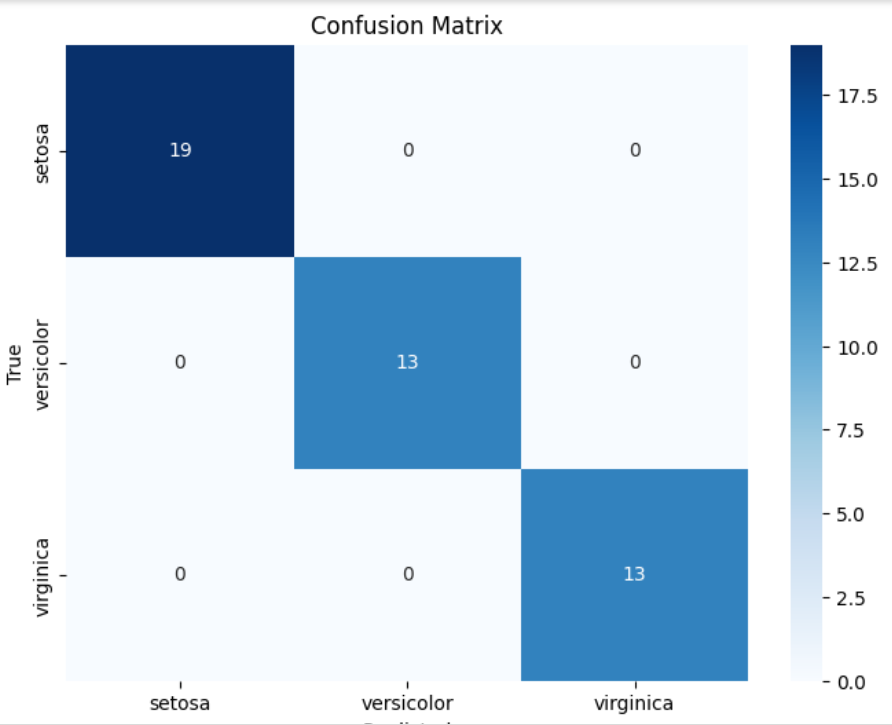 Confusion Matrix
setosa
19 0 0
True
versicolor
0 13 0
virginica
0 0 13
setosa versicolor virginica
17.5
15.0
12.5
10.0
7.5
5.0
2.5
0.0